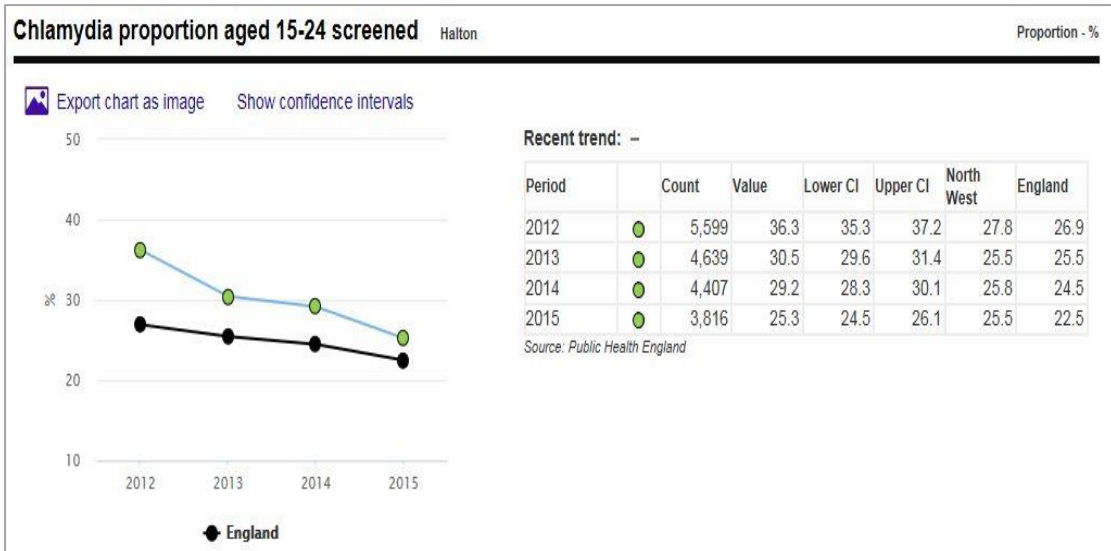 Chlamydia proportion aged 15-24 screened Halton Proportion - %
Export chart as image Show confidence intervals
50
40
30
20
10
%
2012 2013 2014 2015
England
Recent trend: –
Period Count Value Lower CI Upper CI North West England
2012 5,599 36.3 35.3 37.2 27.8 26.9
2013 4,639 30.5 29.6 31.4 25.5 25.5
2014 4,407 29.2 28.3 30.1 25.8 24.5
2015 3,816 25.3 24.5 26.1 25.5 22.5
Source: Public Health England